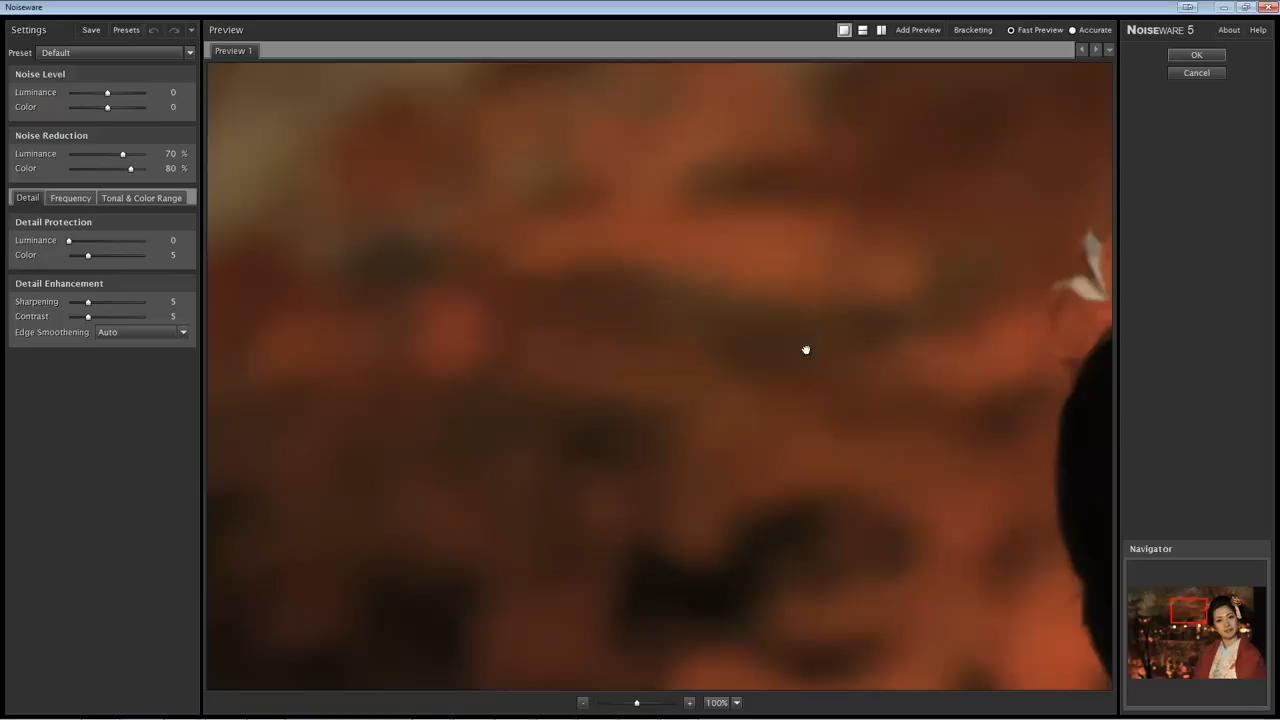 Noiseware
Settings Save Presets
Preset Default
Noise Level
Luminance 0
Color 0
Noise Reduction
Luminance 70 %
Color 80 %
Detail Frequency Tonal & Color Range
Detail Protection
Luminance 0
Color 5
Detail Enhancement
Sharpening 5
Contrast 5
Edge Smoothening Auto
Preview Add Preview Bracketing Fast Preview Accurate
Preview 1
- + 100%
NOISEWARE 5 About Help
OK
Cancel
Navigator